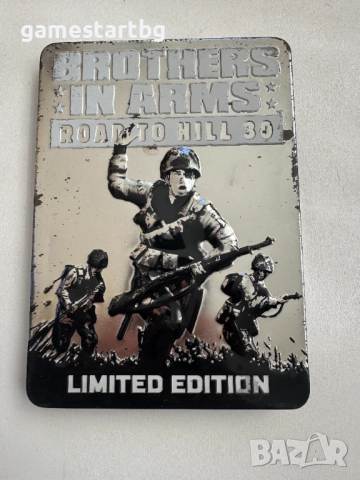 gamestartbg
BROTHERS
IN ARMS
ROAD TO HILL 30
LIMITED EDITION
BAZAR